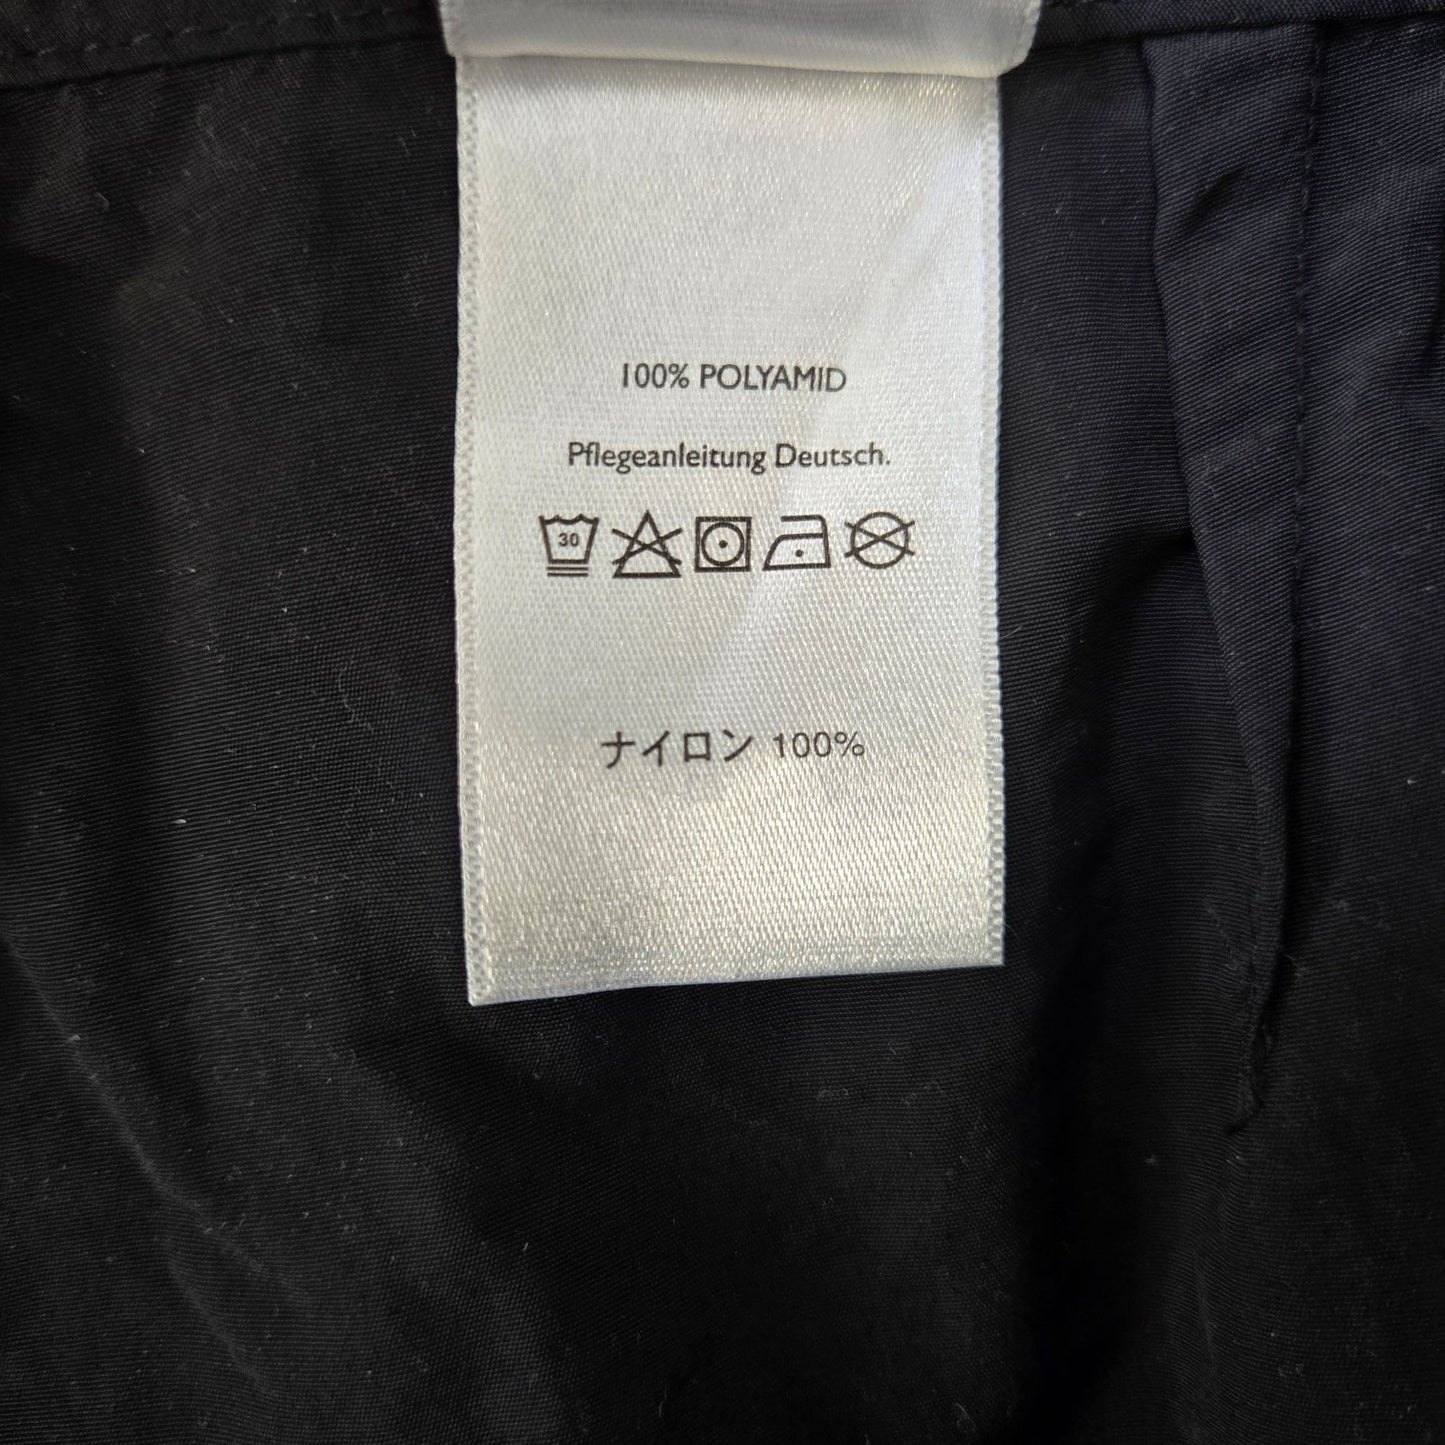 100% POLYAMID
Pflegeanleitung Deutsch.
30
ナイロン 100%